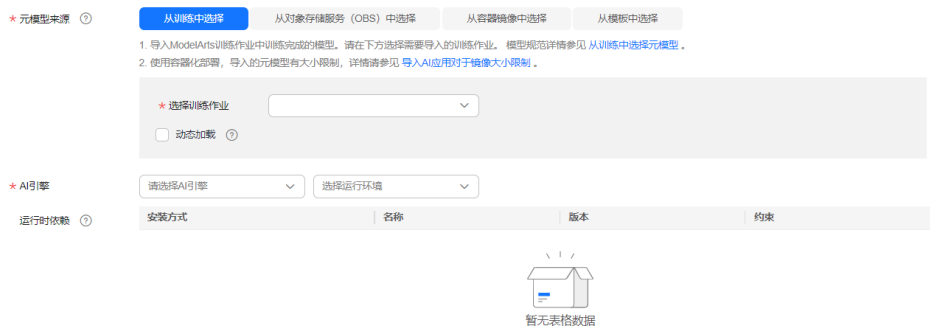 * 元模型来源 ? 从训练中选择 从对象存储服务（OBS）中选择 从容器镜像中选择 从模板中选择
1. 导入ModelArts训练作业中训练完成的模型。请在下方选择需要导入的训练作业。 模型规范详情参见 从训练中选择元模型 。
2. 使用容器化部署，导入的元模型有大小限制，详情请参见 导入AI应用对于镜像大小限制 。
* 选择训练作业
动态加载 ?
* AI引擎 请选择AI引擎 选择运行环境
运行时依赖 ? 安装方式 名称 版本 约束
暂无表格数据